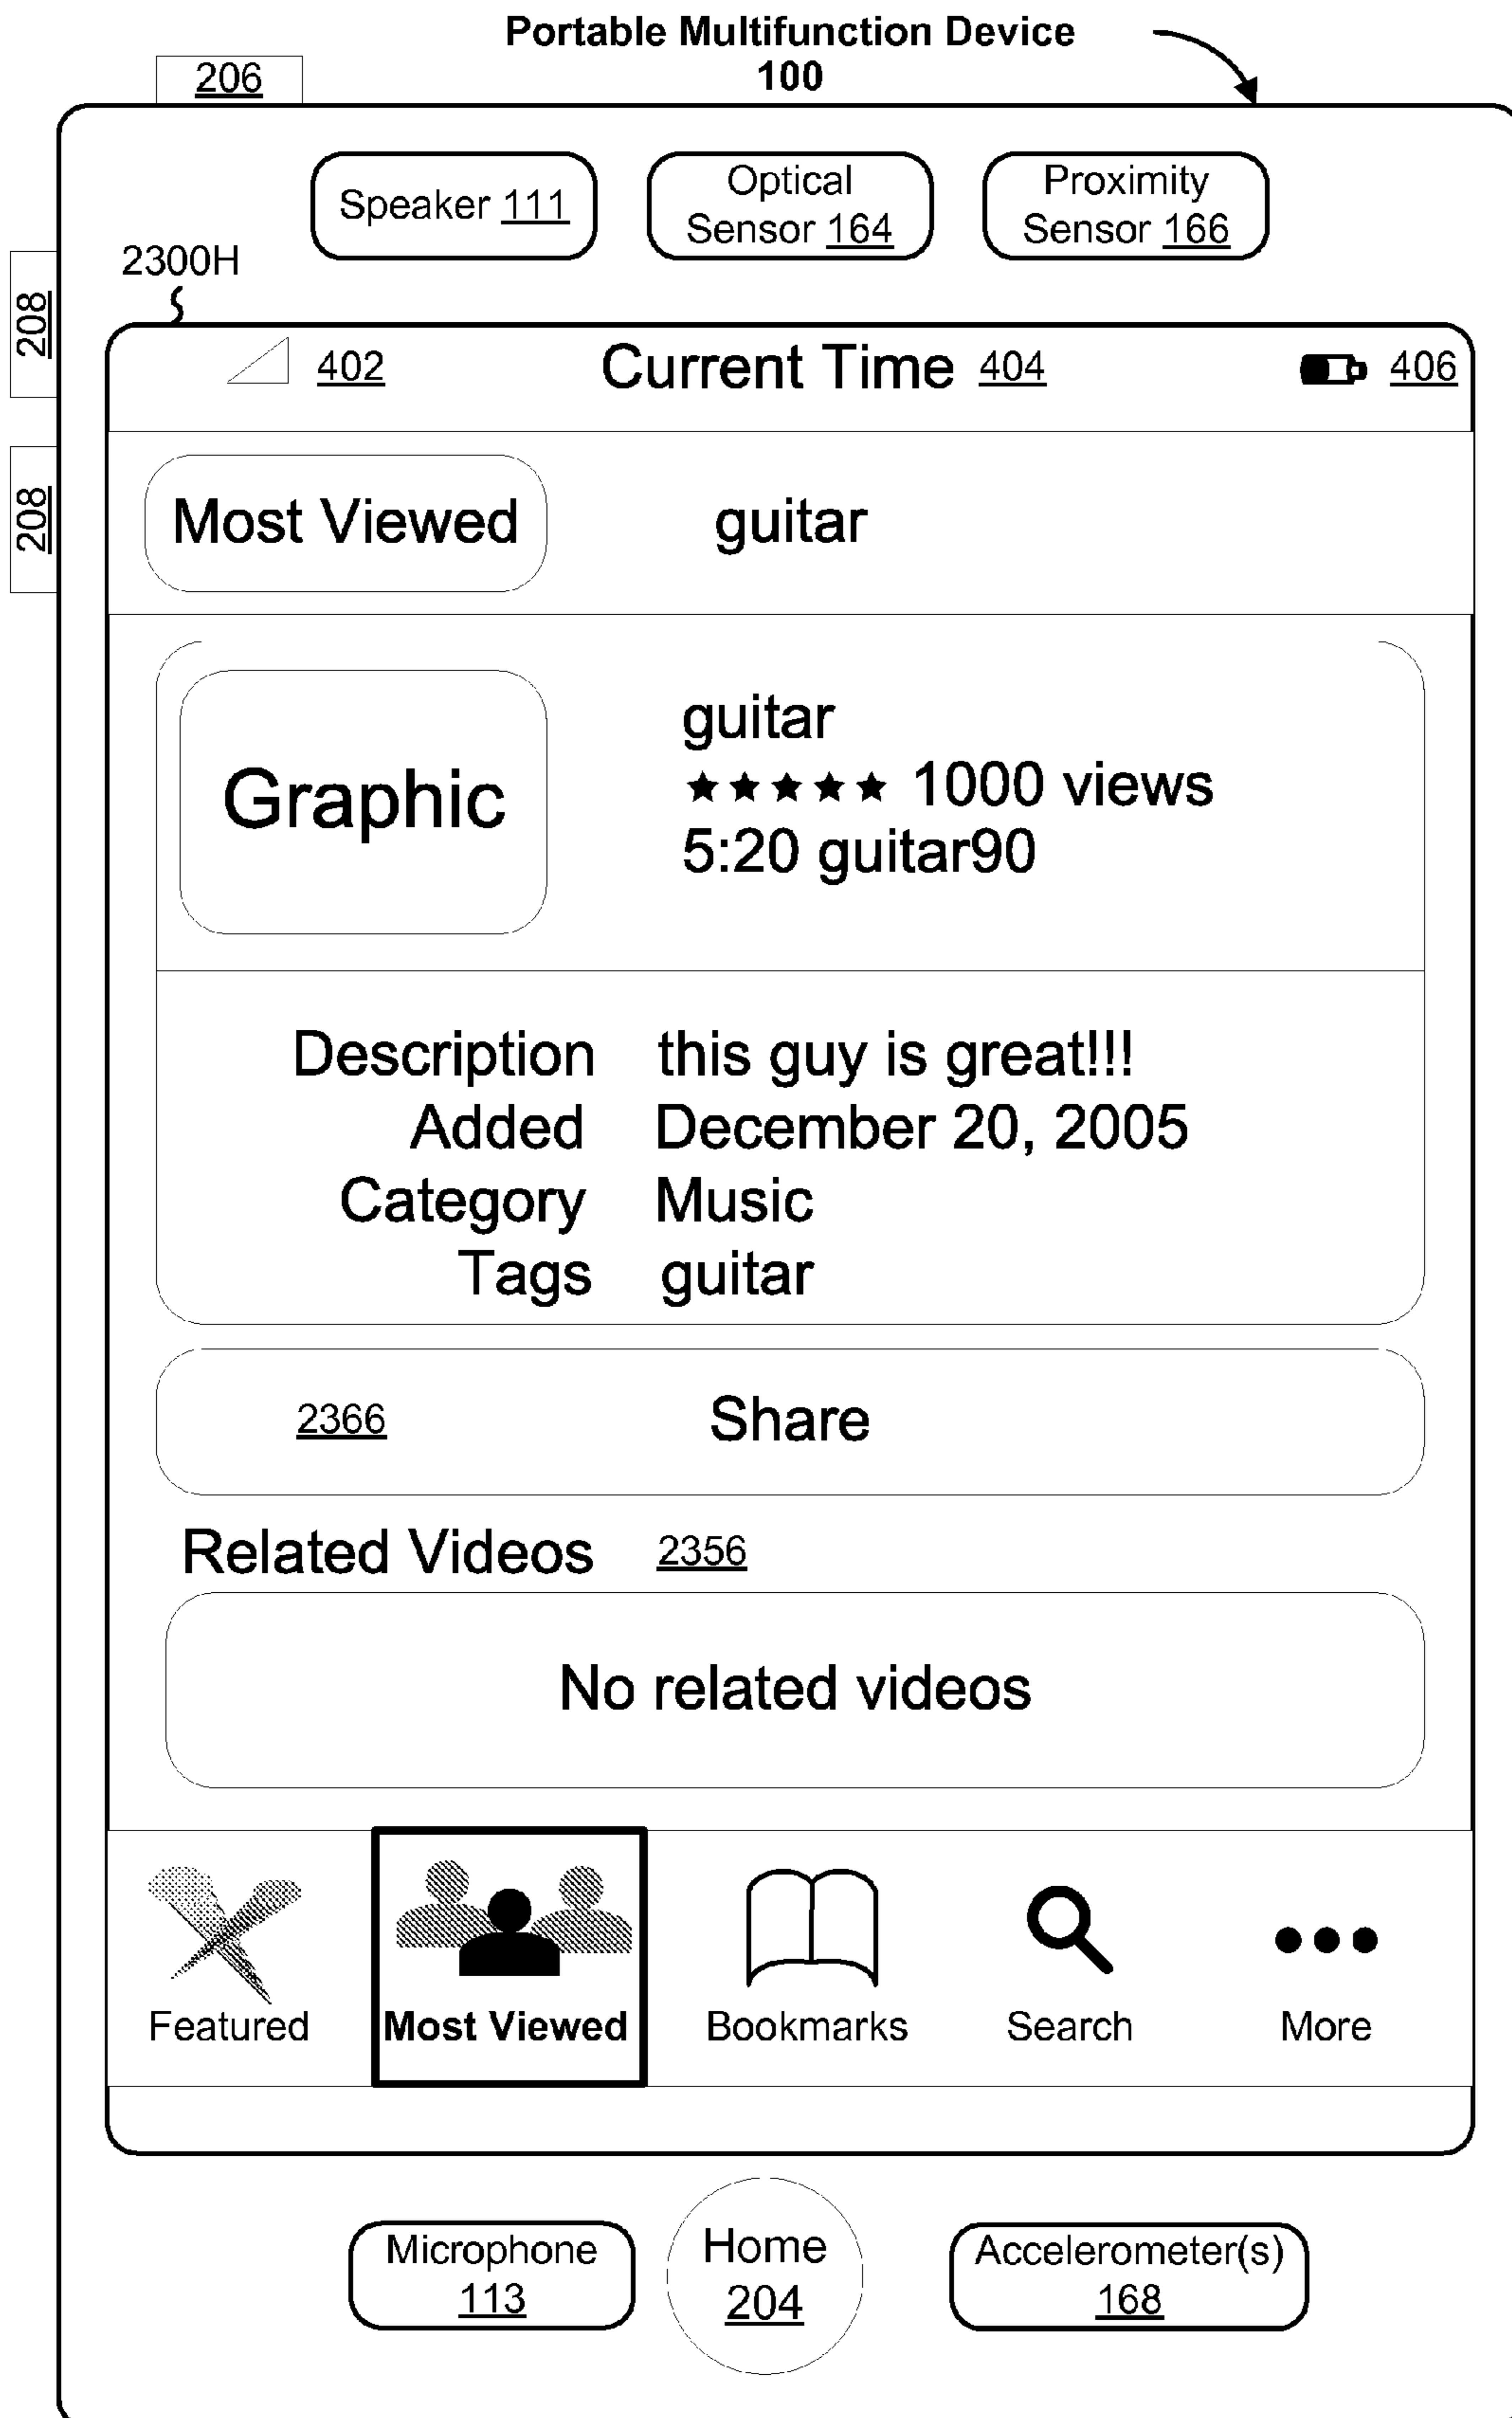 Portable Multifunction Device
100
206
Speaker 111
Optical
Sensor 164
Proximity
Sensor 166
2300H
208
208
402 Current Time 404 406
Most Viewed guitar
Graphic
guitar
★★★★★ 1000 views
5:20 guitar90
Description this guy is great!!!
Added December 20, 2005
Category Music
Tags guitar
2366 Share
Related Videos 2356
No related videos
Featured Most Viewed Bookmarks Search More
Microphone
113
Home
204
Accelerometer(s)
168